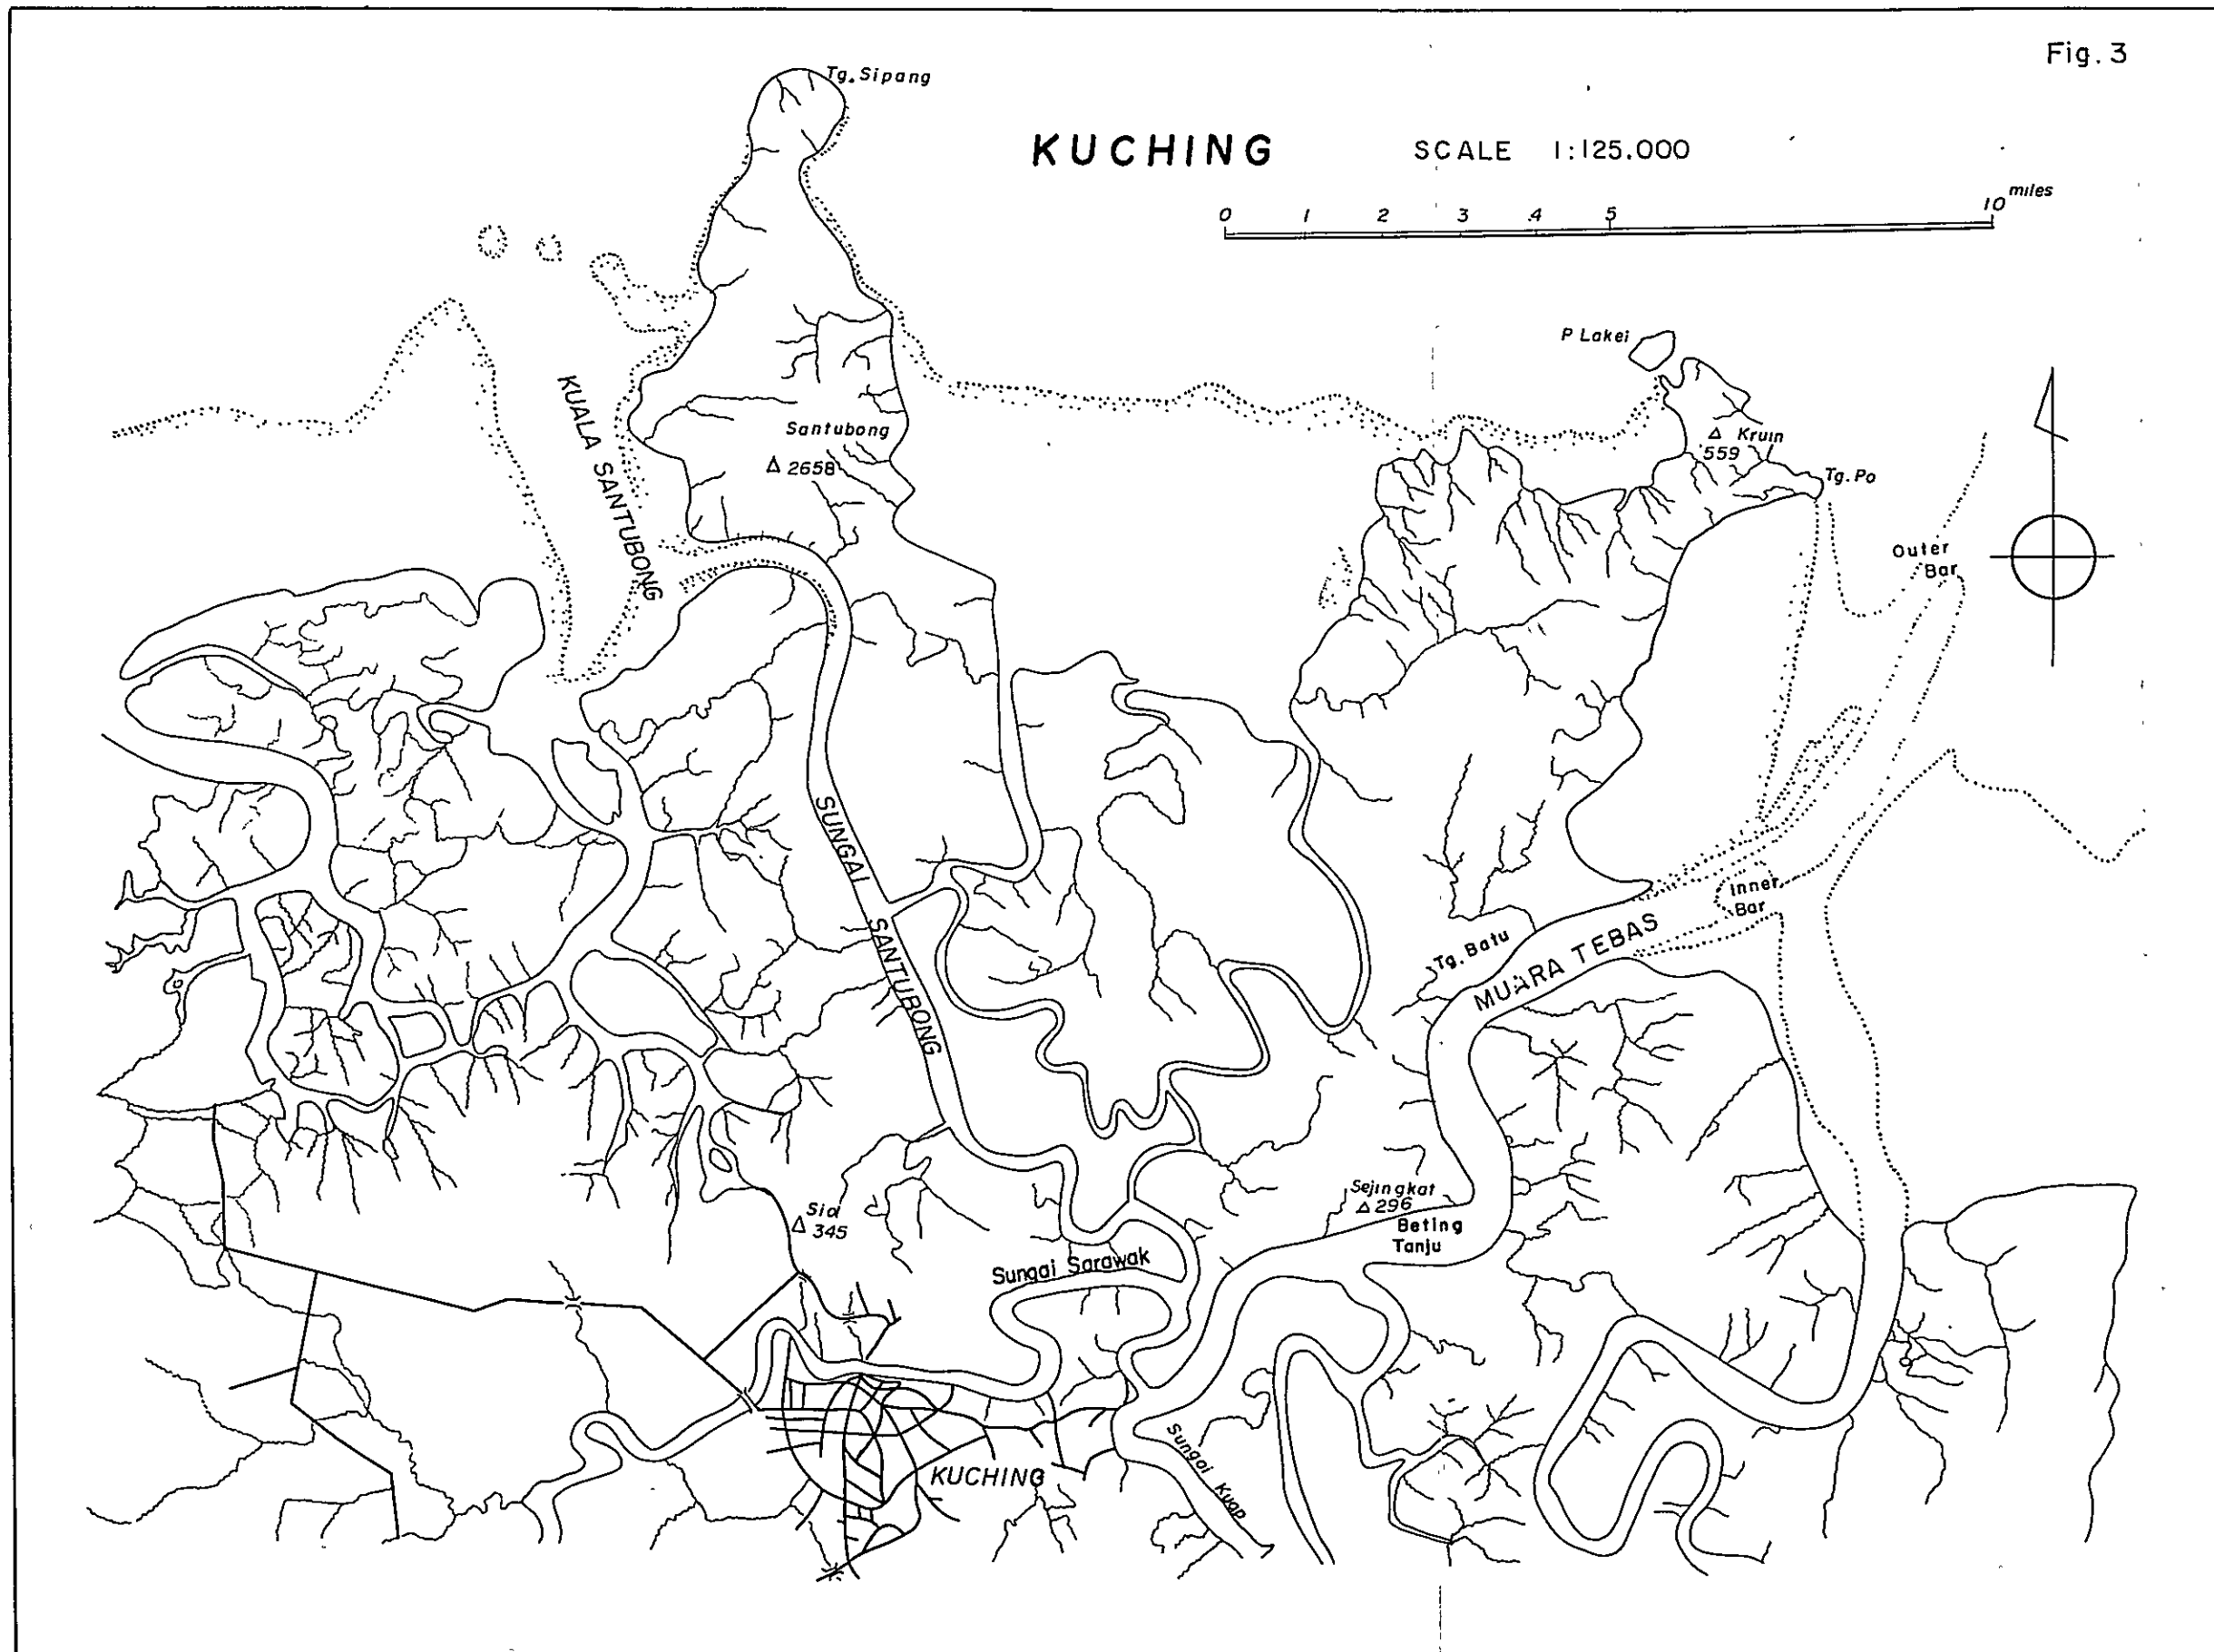 Fig. 3
Tg. Sipang
KUCHING
SCALE 1:125.000
0 1 2 3 4 5 10 miles
P Lakei
KUALA SANTUBONG
Santubong
Δ 2658
Δ Kruin
559
Tg. Po
Outer
Bar
SUNGAI SANTUBONG
Inner
Bar
Tg. Batu
MUARA TEBAS
Sejingkat
Δ 296
Beting
Tanju
Sia
Δ 345
Sungai Sarawak
Sungai Kuap
KUCHING